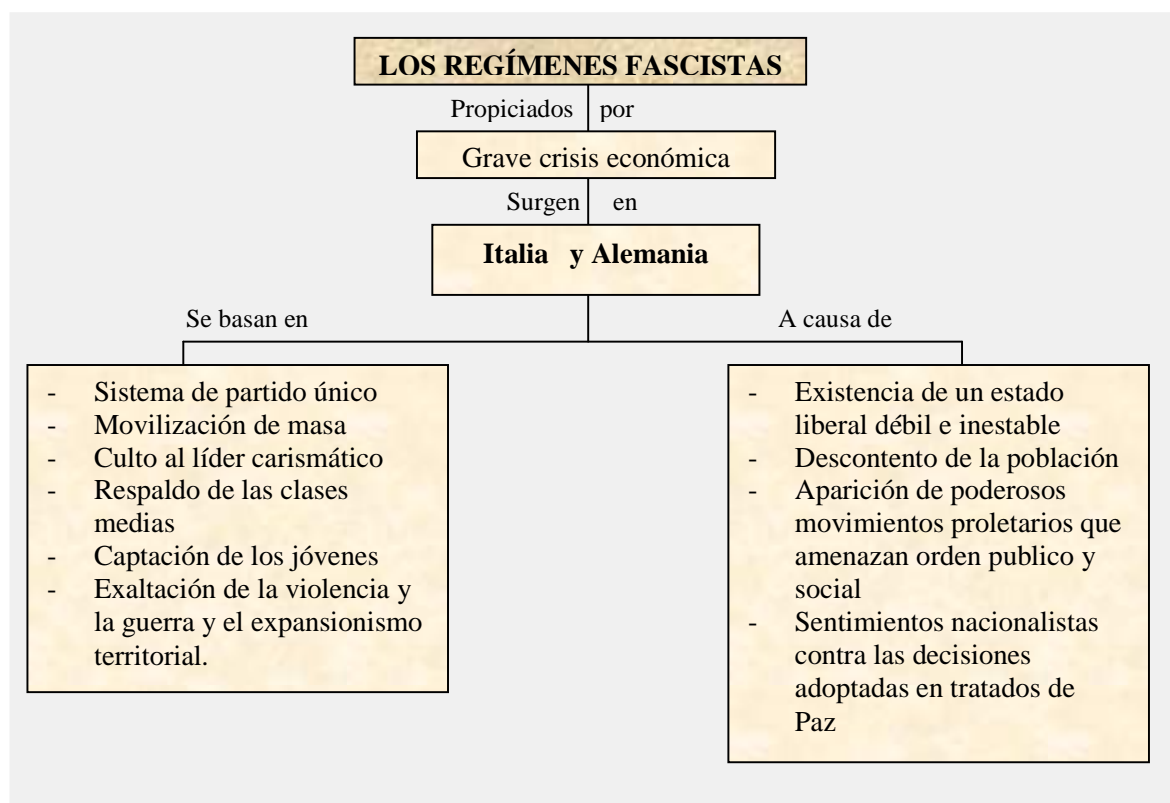 LOS REGÍMENES FASCISTAS
Propiciados por
Grave crisis económica
Surgen en
Italia y Alemania
Se basan en
- Sistema de partido único
- Movilización de masa
- Culto al líder carismático
- Respaldo de las clases
medias
- Captación de los jóvenes
- Exaltación de la violencia y
la guerra y el expansionismo
territorial.
A causa de
- Existencia de un estado
liberal débil e inestable
- Descontento de la población
- Aparición de poderosos
movimientos proletarios que
amenazan orden publico y
social
- Sentimientos nacionalistas
contra las decisiones
adoptadas en tratados de
Paz